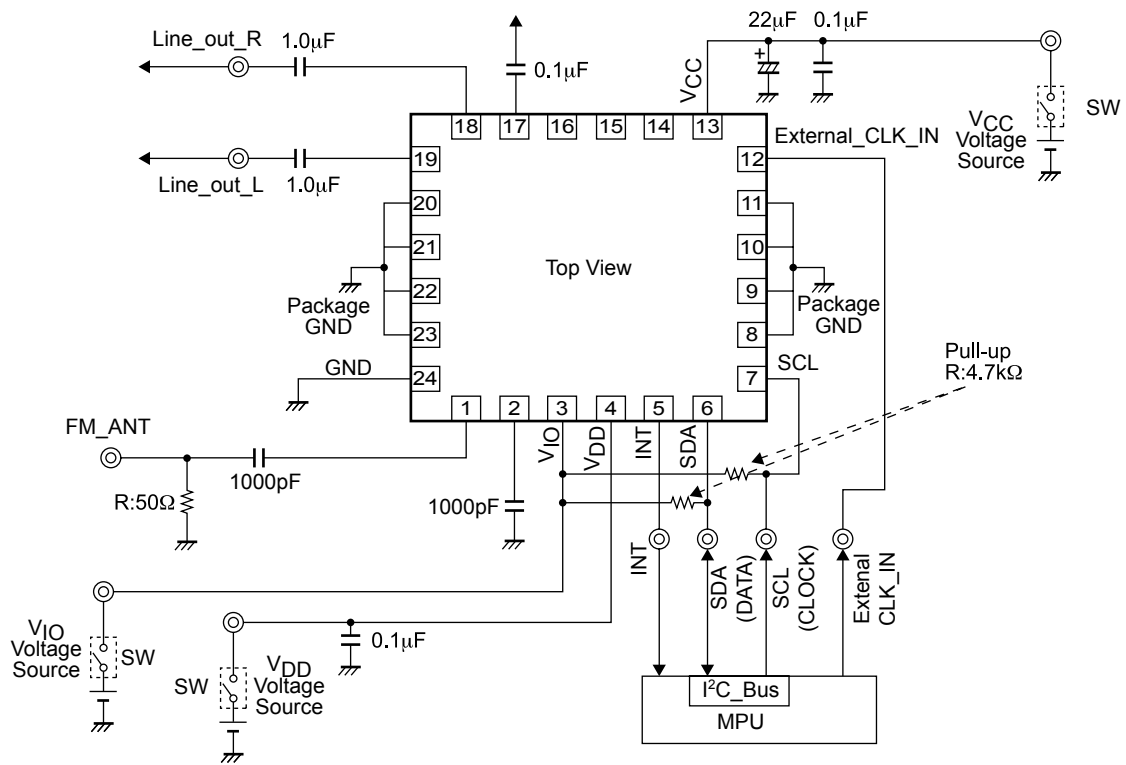 Line_out_R
1.0μF
0.1μF
22μF
0.1μF
+
VCC
SW
VCC
Voltage
Source
18
17
16
15
14
13
External_CLK_IN
19
12
Line_out_L
1.0μF
20
11
21
10
Top View
22
9
Package
GND
Package
GND
23
8
GND
24
7
SCL
Pull-up
R:4.7kΩ
1
2
3
4
5
6
FM_ANT
VIO
VDD
INT
SDA
1000pF
R:50Ω
1000pF
INT
SDA
(DATA)
SCL
(CLOCK)
Extenal
CLK_IN
VIO
Voltage
Source
SW
0.1μF
SW
VDD
Voltage
Source
I²C_Bus
MPU